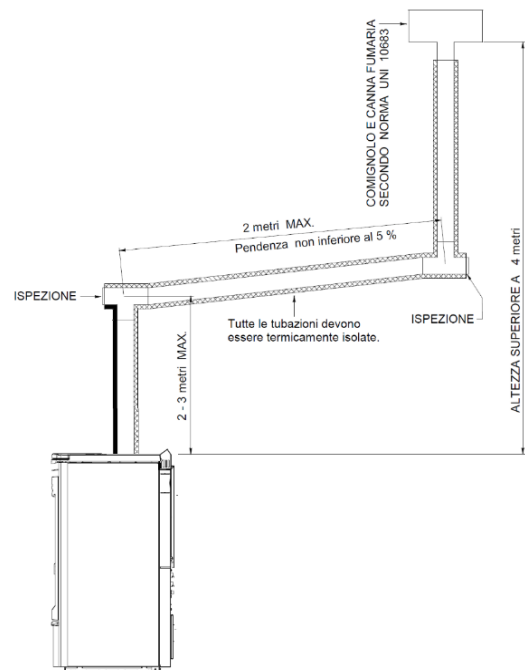 COMIGNOLO E CANNA FUMARIA
SECONDO NORMA UNI 10683
2 metri MAX.
Pendenza non inferiore al 5 %
ISPEZIONE
Tutte le tubazioni devono
essere termicamente isolate.
ISPEZIONE
2 - 3 metri MAX.
ALTEZZA SUPERIORE A 4 metri